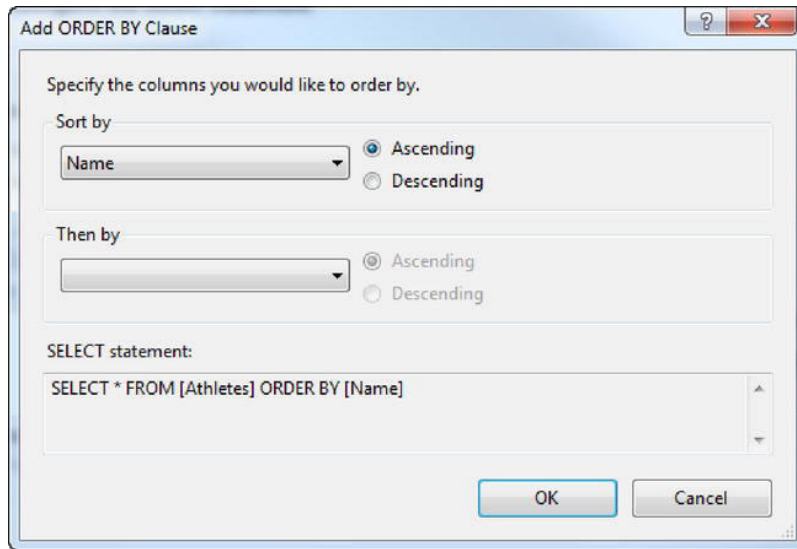 Add ORDER BY Clause
Specify the columns you would like to order by.
Sort by
Name
Ascending
Descending
Then by
Ascending
Descending
SELECT statement:
SELECT * FROM [Athletes] ORDER BY [Name]
OK
Cancel